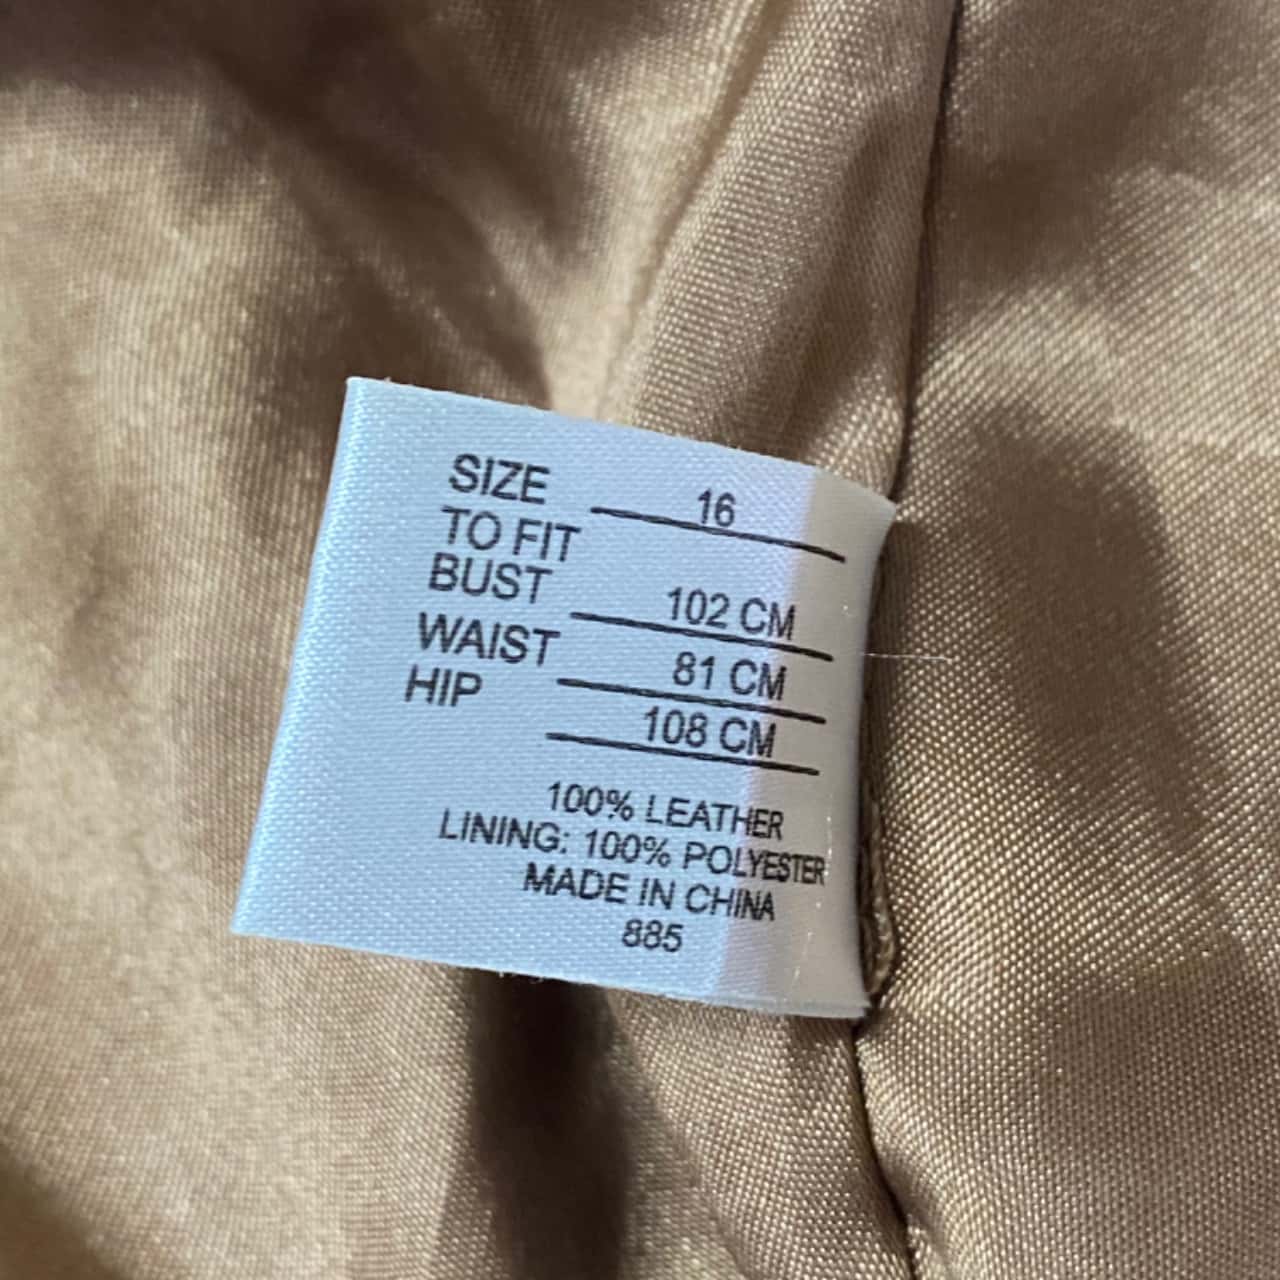 SIZE 16
TO FIT
BUST 102 CM
WAIST 81 CM
HIP 108 CM
100% LEATHER
LINING: 100% POLYESTER
MADE IN CHINA
885